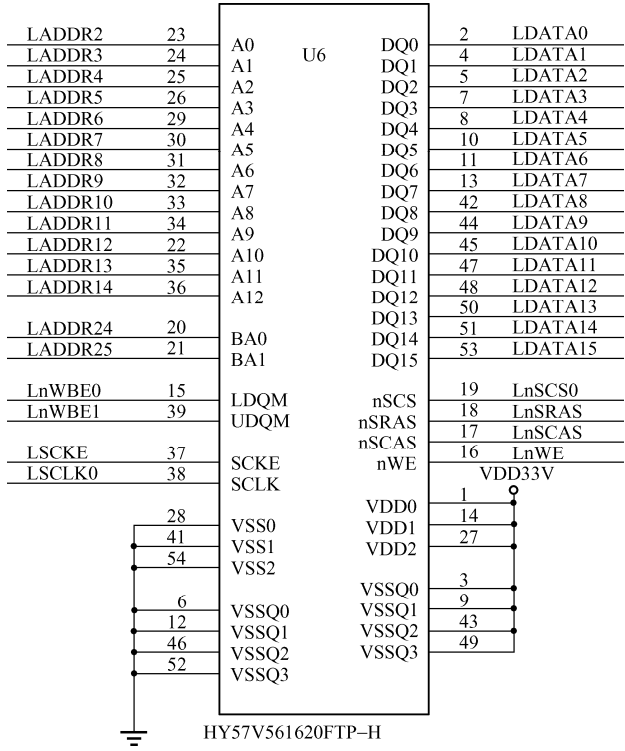 LADDR2 23 A0 U6 DQ0 2 LDATA0
LADDR3 24 A1 DQ1 4 LDATA1
LADDR4 25 A2 DQ2 5 LDATA2
LADDR5 26 A3 DQ3 7 LDATA3
LADDR6 29 A4 DQ4 8 LDATA4
LADDR7 30 A5 DQ5 10 LDATA5
LADDR8 31 A6 DQ6 11 LDATA6
LADDR9 32 A7 DQ7 13 LDATA7
LADDR10 33 A8 DQ8 42 LDATA8
LADDR11 34 A9 DQ9 44 LDATA9
LADDR12 22 A10 DQ10 45 LDATA10
LADDR13 35 A11 DQ11 47 LDATA11
LADDR14 36 A12 DQ12 48 LDATA12
DQ13 50 LDATA13
LADDR24 20 BA0 DQ14 51 LDATA14
LADDR25 21 BA1 DQ15 53 LDATA15
LnWBE0 15 LDQM nSCS 19 LnSCS0
LnWBE1 39 UDQM nSRAS 18 LnSRAS
nSCAS 17 LnSCAS
LSCKE 37 SCKE nWE 16 LnWE
LSCLK0 38 SCLK VDD33V
VDD0 1
28 VSS0 VDD1 14
41 VSS1 VDD2 27
54 VSS2
VSSQ0 3
6 VSSQ0 VSSQ1 9
12 VSSQ1 VSSQ2 43
46 VSSQ2 VSSQ3 49
52 VSSQ3
HY57V561620FTP-H